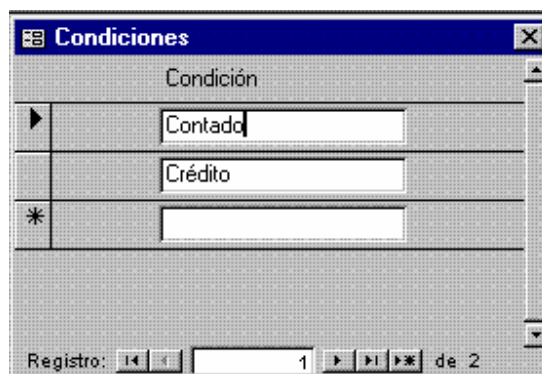 Condiciones
Condición
Contado
Crédito
Registro: 1 de 2